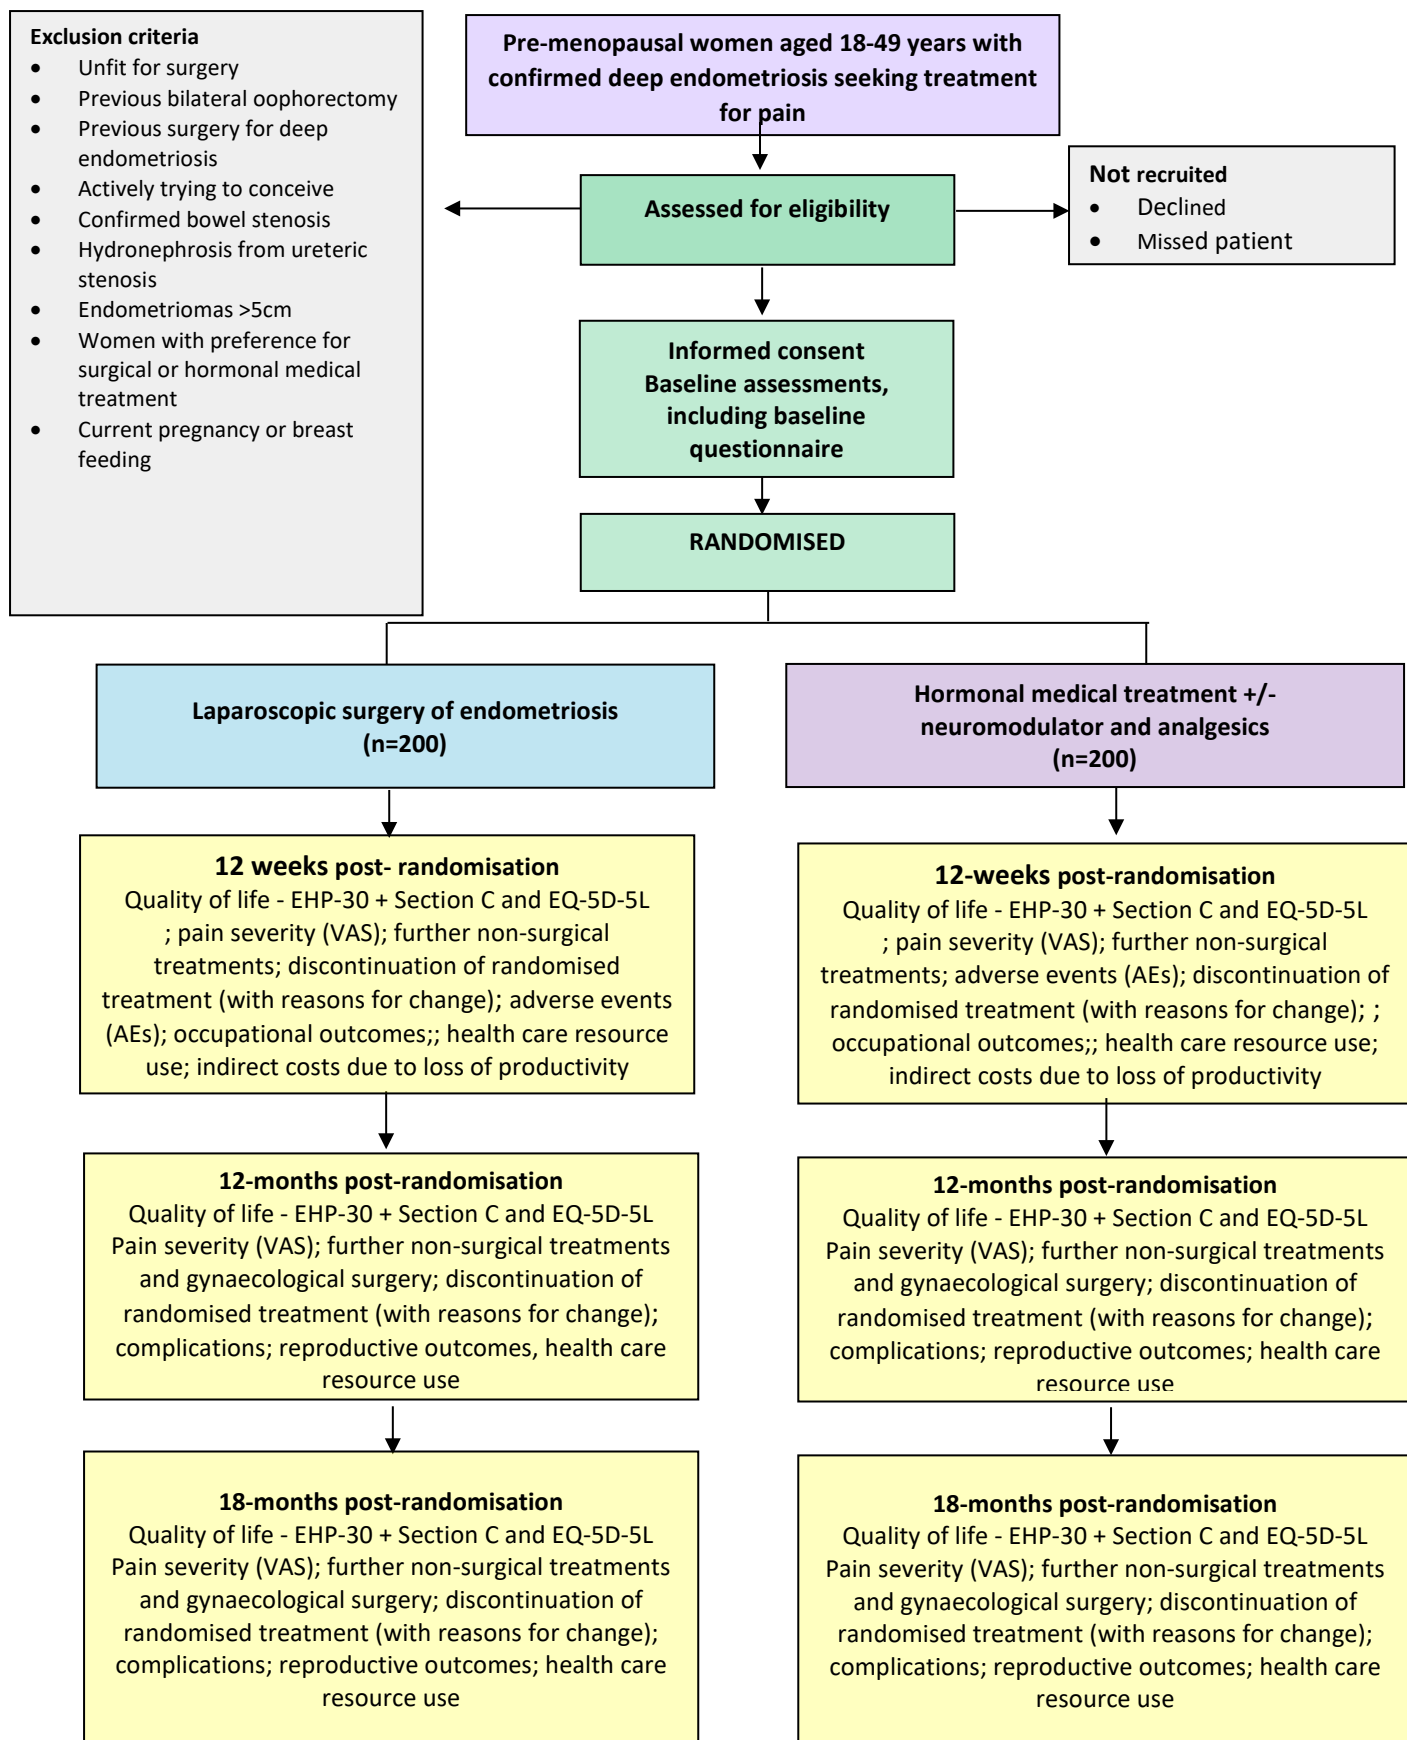 Exclusion criteria
• Unfit for surgery
• Previous bilateral oophorectomy
• Previous surgery for deep
endometriosis
• Actively trying to conceive
• Confirmed bowel stenosis
• Hydronephrosis from ureteric
stenosis
• Endometriomas >5cm
• Women with preference for
surgical or hormonal medical
treatment
• Current pregnancy or breast
feeding
Pre-menopausal women aged 18-49 years with
confirmed deep endometriosis seeking treatment
for pain
Assessed for eligibility
Not recruited
• Declined
• Missed patient
Informed consent
Baseline assessments,
including baseline
questionnaire
RANDOMISED
Laparoscopic surgery of endometriosis
(n=200)
Hormonal medical treatment +/-
neuromodulator and analgesics
(n=200)
12 weeks post- randomisation
Quality of life - EHP-30 + Section C and EQ-5D-5L
; pain severity (VAS); further non-surgical
treatments; discontinuation of randomised
treatment (with reasons for change); adverse events
(AEs); occupational outcomes;; health care resource
use; indirect costs due to loss of productivity
12-weeks post-randomisation
Quality of life - EHP-30 + Section C and EQ-5D-5L
; pain severity (VAS); further non-surgical
treatments; adverse events (AEs); discontinuation of
randomised treatment (with reasons for change); ;
occupational outcomes;; health care resource use;
indirect costs due to loss of productivity
12-months post-randomisation
Quality of life - EHP-30 + Section C and EQ-5D-5L
Pain severity (VAS); further non-surgical treatments
and gynaecological surgery; discontinuation of
randomised treatment (with reasons for change);
complications; reproductive outcomes, health care
resource use
12-months post-randomisation
Quality of life - EHP-30 + Section C and EQ-5D-5L
Pain severity (VAS); further non-surgical treatments
and gynaecological surgery; discontinuation of
randomised treatment (with reasons for change);
complications; reproductive outcomes; health care
resource use
18-months post-randomisation
Quality of life - EHP-30 + Section C and EQ-5D-5L
Pain severity (VAS); further non-surgical treatments
and gynaecological surgery; discontinuation of
randomised treatment (with reasons for change);
complications; reproductive outcomes; health care
resource use
18-months post-randomisation
Quality of life - EHP-30 + Section C and EQ-5D-5L
Pain severity (VAS); further non-surgical treatments
and gynaecological surgery; discontinuation of
randomised treatment (with reasons for change);
complications; reproductive outcomes; health care
resource use